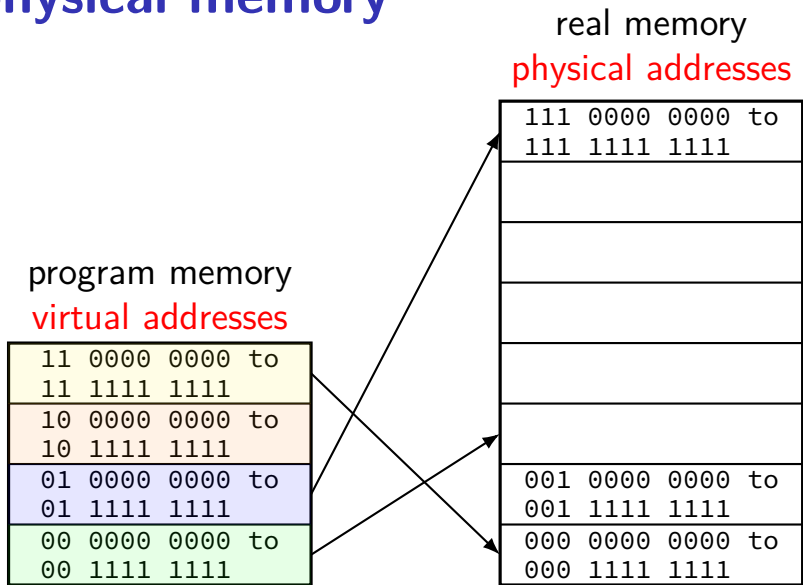 physical memory
real memory
physical addresses
111 0000 0000 to
111 1111 1111
program memory
virtual addresses
11 0000 0000 to
11 1111 1111
10 0000 0000 to
10 1111 1111
01 0000 0000 to
01 1111 1111
00 0000 0000 to
00 1111 1111
001 0000 0000 to
001 1111 1111
000 0000 0000 to
000 1111 1111